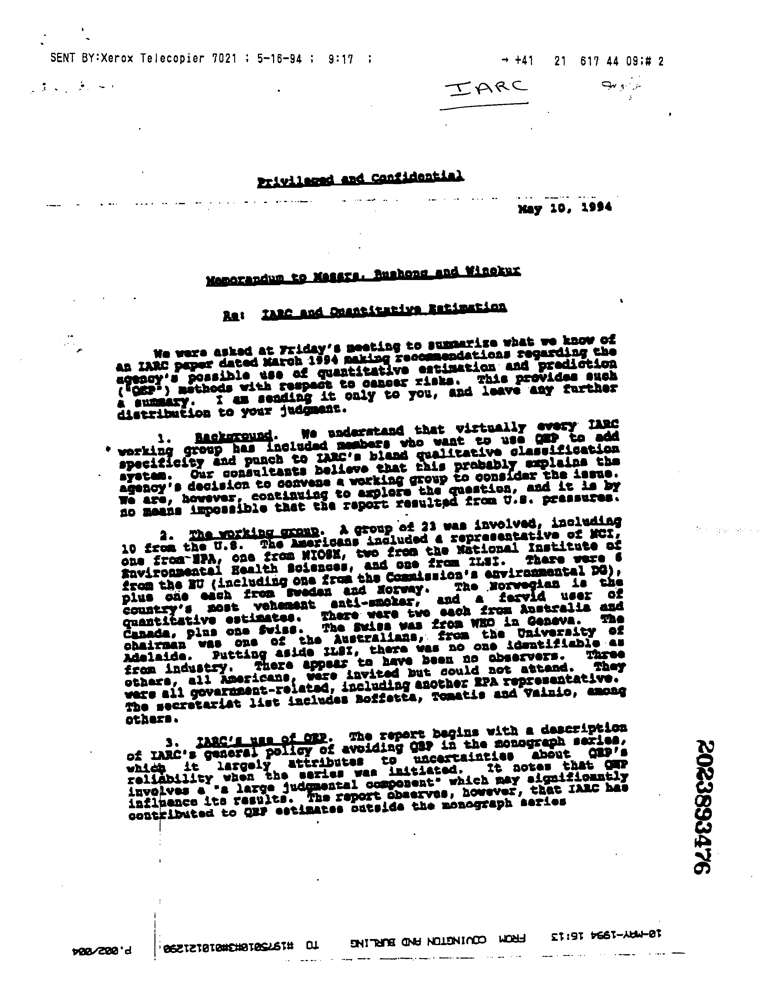 SENT BY:Xerox Telecopier 7021 ; 5-16-94 ; 9:17 ; → +41 21 617 44 09;# 2
IARC
Privileged and Confidential
May 10, 1994
Memorandum to Messrs. Bushong and Winokur
Re: IARC and Quantitative Estimation
We were asked at Friday's meeting to summarize what we know of
an IARC paper dated March 1994 making recommendations regarding the
agency's possible use of quantitative estimation and prediction
("QEP") methods with respect to cancer risks. This provides such
a summary. I am sending it only to you, and leave any further
distribution to your judgment.
1. Background. We understand that virtually every IARC
working group has included members who want to use QEP to add
specificity and punch to IARC's bland qualitative classification
system. Our consultants believe that this probably explains the
agency's decision to convene a working group to consider the issue.
We are, however, continuing to explore the question, and it is by
no means impossible that the report resulted from U.S. pressures.
2. The working group. A group of 23 was involved, including
10 from the U.S. The Americans included a representative of NCI,
one from EPA, one from NIOSH, two from the National Institute of
Environmental Health Sciences, and one from ILSI. There were 6
from the EU (including one from the Commission's environmental DG),
plus one each from Sweden and Norway. The Norwegian is the
country's most vehement anti-smoker, and a fervid user of
quantitative estimates. There were two each from Australia and
Canada, plus one Swiss. The Swiss was from WHO in Geneva. The
chairman was one of the Australians, from the University of
Adelaide. Putting aside ILSI, there was no one identifiable as
from industry. There appear to have been no observers. Three
others, all Americans, were invited but could not attend. They
were all government-related, including another EPA representative.
The secretariat list includes Boffetta, Tomatis and Vainio, among
others.
3. IARC's use of QEP. The report begins with a description
of IARC's general policy of avoiding QEP in the monograph series,
which it largely attributes to uncertainties about QEP's
reliability when the series was initiated. It notes that QEP
involves a "a large judgmental component" which may significantly
influence its results. The report observes, however, that IARC has
contributed to QEP estimates outside the monograph series
2023893476
10-MAY-1994 16:13 FROM COVINGTON AND BURLING TO P.002/004